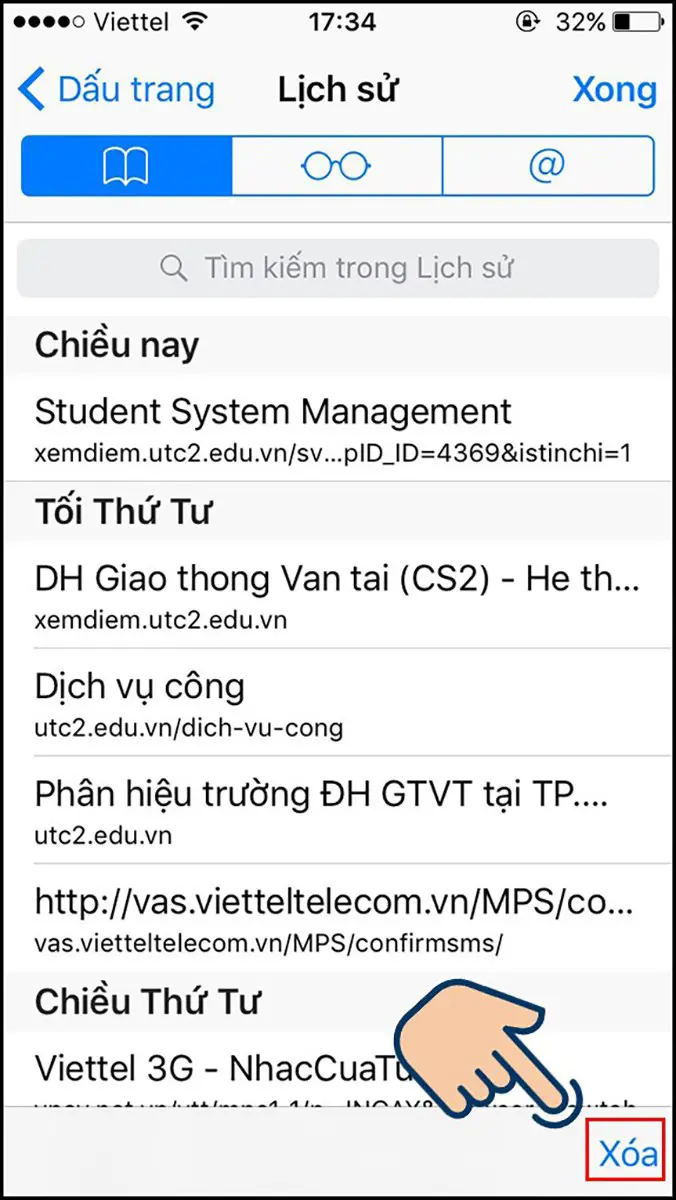 Viettel 17:34 32%
Dấu trang Lịch sử Xong
@
Tìm kiếm trong Lịch sử
Chiều nay
Student System Management
xemdiem.utc2.edu.vn/sv...pID_ID=4369&istinchi=1
Tối Thứ Tư
DH Giao thong Van tai (CS2) - He th...
xemdiem.utc2.edu.vn
Dịch vụ công
utc2.edu.vn/dich-vu-cong
Phân hiệu trường ĐH GTVT tại TP....
utc2.edu.vn
http://vas.vietteltelecom.vn/MPS/co...
vas.vietteltelecom.vn/MPS/confirmsms/
Chiều Thứ Tư
Viettel 3G - NhacCuaTu
Xóa